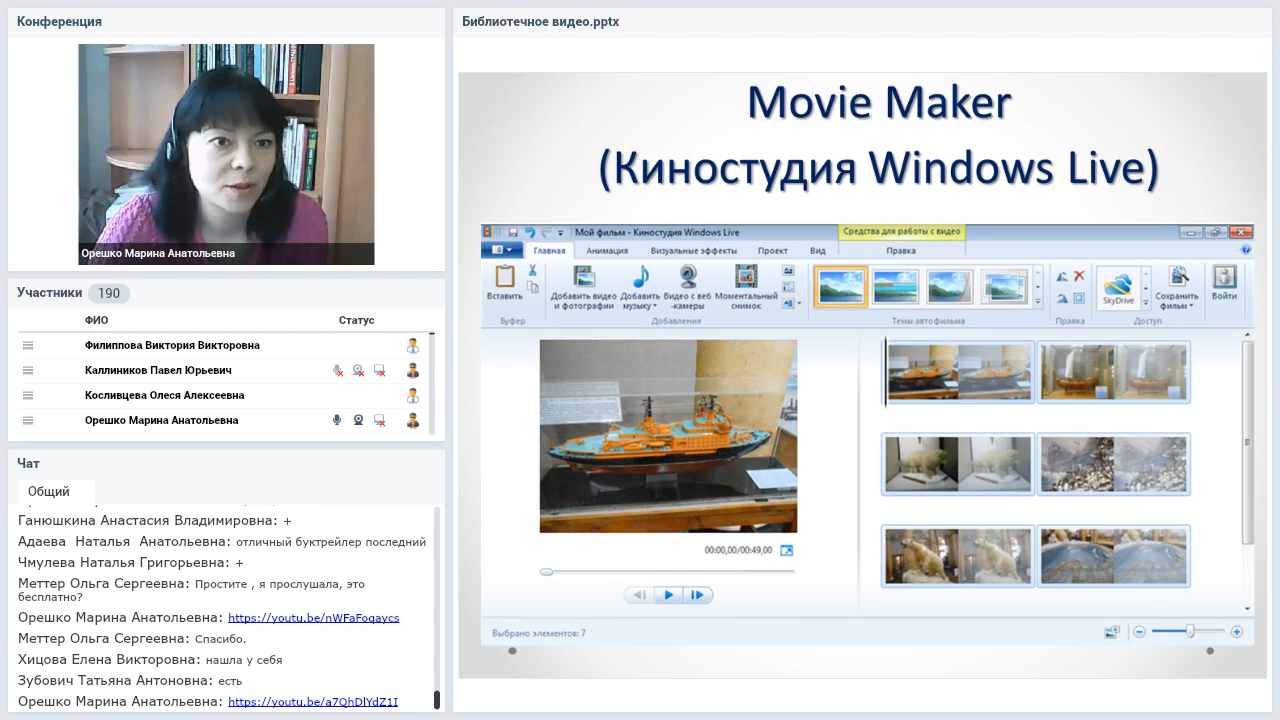 Конференция
Орешко Марина Анатольевна
Участники 190
ФИО Статус
Филиппова Виктория Викторовна
Каллиников Павел Юрьевич
Косливцева Олеся Алексеевна
Орешко Марина Анатольевна
Чат
Общий
Ганюшкина Анастасия Владимировна: +
Адаева Наталья Анатольевна: отличный буктрейлер последний
Чмулева Наталья Григорьевна: +
Меттер Ольга Сергеевна: Простите , я прослушала, это
бесплатно?
Орешко Марина Анатольевна: https://youtu.be/nWFaFoqaycs
Меттер Ольга Сергеевна: Спасибо.
Хицова Елена Викторовна: нашла у себя
Зубович Татьяна Антоновна: есть
Орешко Марина Анатольевна: https://youtu.be/a7QhDlYdZ1I
Библиотечное видео.pptx
Movie Maker
(Киностудия Windows Live)
Мой фильм - Киностудия Windows Live
Средства для работы с видео
Главная Анимация Визуальные эффекты Проект Вид Правка
Вставить
Добавить видео и фотографии
Добавить музыку
Видео с веб-камеры
Моментальный снимок
SkyDrive
Сохранить фильм
Войти
Буфер Добавление Темы автофильма Правка Доступ
00:00,00/00:49,00
Выбрано элементов: 7